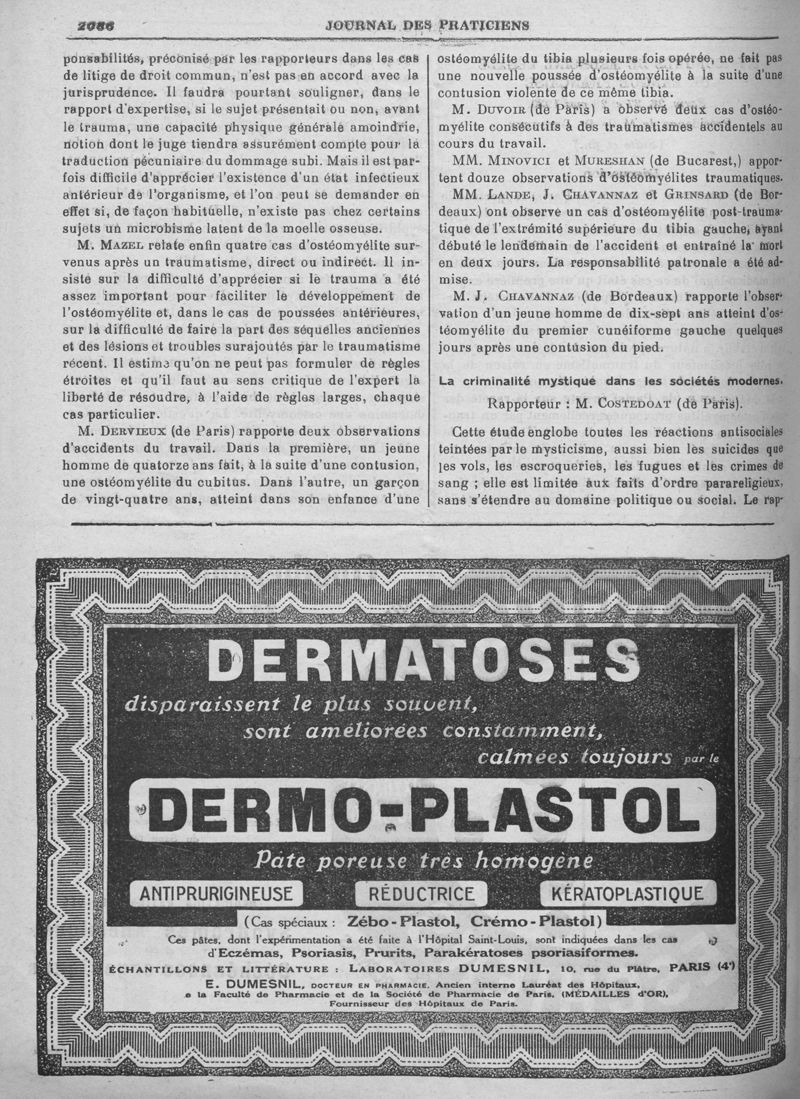 2086
JOURNAL DES PRATICIENS
ponsabilités, préconisé par les rapporteurs dans les cas
de litige de droit commun, n'est pas en accord avec la
jurisprudence. Il faudra pourtant souligner, dans le
rapport d'expertise, si le sujet présentait ou non, avant
le trauma, une capacité physique générale amoindrie,
notion dont le juge tiendra assurément compte pour la
traduction pécuniaire du dommage subi. Mais il est par-
fois difficile d'apprécier l'existence d'un état infectieux
antérieur de l'organisme, et l'on peut se demander en
effet si, de façon habituelle, n'existe pas chez certains
sujets un microbisme latent de la moelle osseuse.
M. MAZEL relate enfin quatre cas d'ostéomyélite sur-
venus après un traumatisme, direct ou indirect. Il in-
siste sur la difficulté d'apprécier si le trauma a été
assez important pour faciliter le développement de
l'ostéomyélite et, dans le cas de poussées antérieures,
sur la difficulté de faire la part des séquelles anciennes
et des lésions et troubles surajoutés par le traumatisme
récent. Il estime qu'on ne peut pas formuler de règles
étroites et qu'il faut au sens critique de l'expert la
liberté de résoudre, à l'aide de règles larges, chaque
cas particulier.
M. DERVIEUX (de Paris) rapporte deux observations
d'accidents du travail. Dans la première, un jeune
homme de quatorze ans fait, à la suite d'une contusion,
une ostéomyélite du cubitus. Dans l'autre, un garçon
de vingt-quatre ans, atteint dans son enfance d'une
ostéomyélite du tibia plusieurs fois opérée, ne fait pas
une nouvelle poussée d'ostéomyélite à la suite d'une
contusion violente de ce même tibia.
M. DUVOIR (de Paris) a observé deux cas d'ostéo-
myélite consécutifs à des traumatismes accidentels au
cours du travail.
MM. MINOVICI et MURESHAN (de Bucarest,) appor-
tent douze observations d'ostéomyélites traumatiques.
MM. LANDE, J. CHAVANNAZ et GRINSARD (de Bor-
deaux) ont observé un cas d'ostéomyélite post-trauma-
tique de l'extrémité supérieure du tibia gauche, ayant
débuté le lendemain de l'accident et entraîné la mort
en deux jours. La responsabilité patronale a été ad-
mise.
M. J. CHAVANNAZ (de Bordeaux) rapporte l'obser-
vation d'un jeune homme de dix-sept ans atteint d'os-
téomyélite du premier cunéiforme gauche quelques
jours après une contusion du pied.
La criminalité mystique dans les sociétés modernes.
Rapporteur : M. COSTEDOAT (de Paris).
Cette étude englobe toutes les réactions antisociales
teintées par le mysticisme, aussi bien les suicides que
les vols, les escroqueries, les fugues et les crimes de
sang ; elle est limitée aux faits d'ordre parareligieux,
sans s'étendre au domaine politique ou social. Le rap-
DERMATOSES
disparaissent le plus souvent,
sont améliorées constamment,
calmées toujours par le
DERMO-PLASTOL
Pâte poreuse très homogène
ANTIPRURIGINEUSE RÉDUCTRICE KÉRATOPLASTIQUE
(Cas spéciaux : Zébo-Plastol, Crémo-Plastol)
Ces pâtes, dont l'expérimentation a été faite à l'Hôpital Saint-Louis, sont indiquées dans les cas
d'Eczémas, Psoriasis, Prurits, Parakératoses psoriasiformes.
ÉCHANTILLONS ET LITTÉRATURE : LABORATOIRES DUMESNIL, 10, rue du Plâtre, PARIS (4e)
E. DUMESNIL, DOCTEUR EN PHARMACIE, Ancien interne Lauréat des Hôpitaux,
e la Faculté de Pharmacie et de la Société de Pharmacie de Paris. (MÉDAILLES d'OR),
Fournisseur des Hôpitaux de Paris.